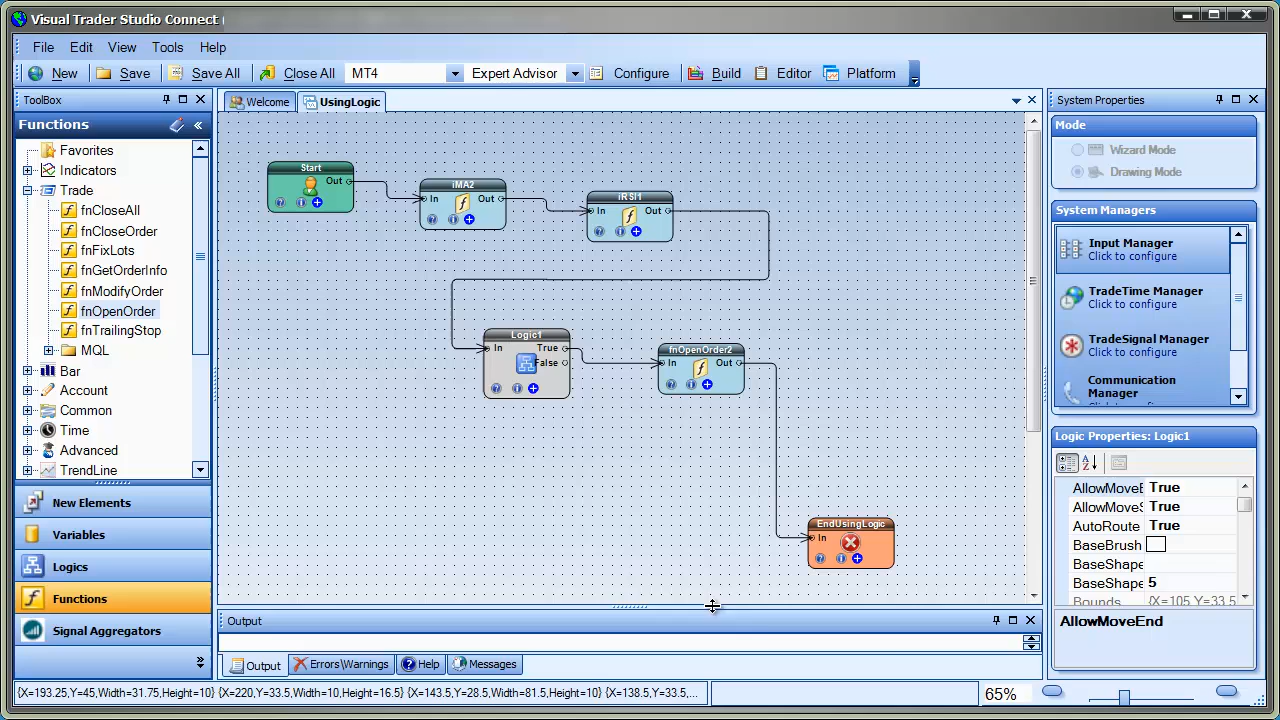 Visual Trader Studio Connect
File Edit View Tools Help
New Save Save All Close All MT4 Expert Advisor Configure Build Editor Platform
ToolBox
Functions
Favorites
Indicators
Trade
fnCloseAll
fnCloseOrder
fnFixLots
fnGetOrderInfo
fnModifyOrder
fnOpenOrder
fnTrailingStop
MQL
Bar
Account
Common
Time
Advanced
TrendLine
New Elements
Variables
Logics
Functions
Signal Aggregators
Welcome UsingLogic
Start
Out
iMA2
In Out
iRSI1
In Out
Logic1
In True
False
fnOpenOrder2
In Out
EndUsingLogic
In
Output
Output Errors\Warnings Help Messages
System Properties
Mode
Wizard Mode
Drawing Mode
System Managers
Input Manager
Click to configure
TradeTime Manager
Click to configure
TradeSignal Manager
Click to configure
Communication
Manager
Click to configure
Logic Properties: Logic1
AllowMoveE True
AllowMoveS True
AutoRoute True
BaseBrush
BaseShape
BaseShape 5
Bounds {X=105,Y=33.5
AllowMoveEnd
{X=193.25,Y=45,Width=31.75,Height=10} {X=220,Y=33.5,Width=10,Height=16.5} {X=143.5,Y=28.5,Width=81.5,Height=10} {X=138.5,Y=33.5,...
65%